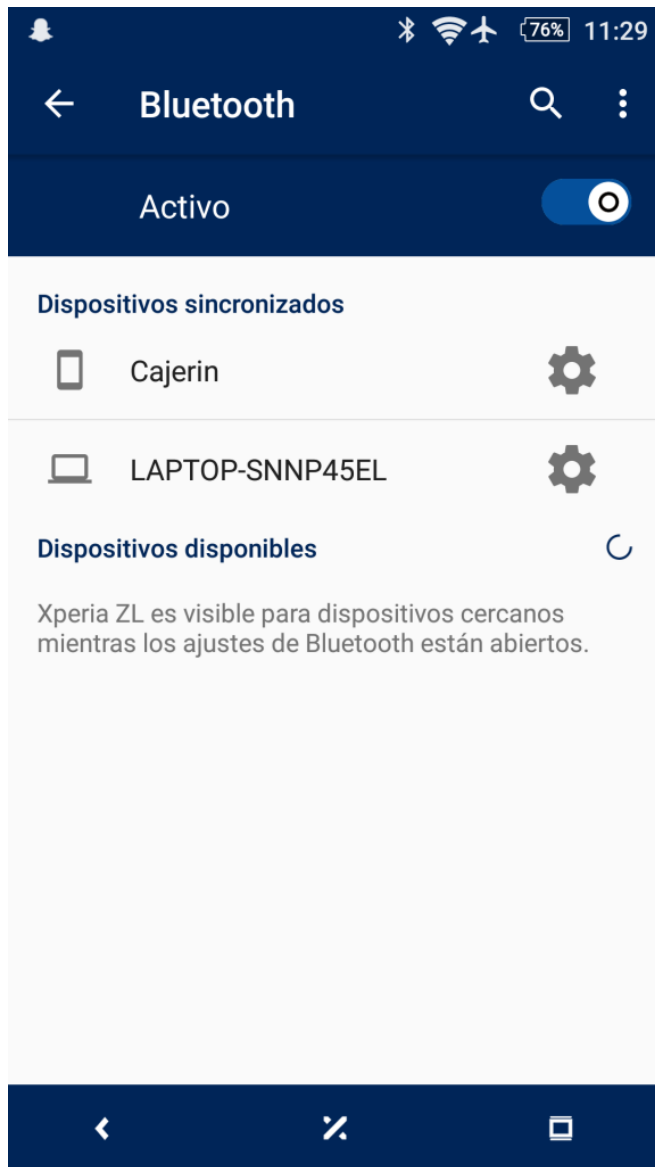 76% 11:29
Bluetooth
Activo
Dispositivos sincronizados
Cajerin
LAPTOP-SNNP45EL
Dispositivos disponibles
Xperia ZL es visible para dispositivos cercanos
mientras los ajustes de Bluetooth están abiertos.